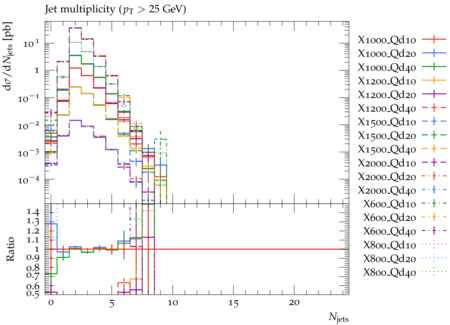 Jet multiplicity (pT > 25 GeV)
dσ/dNjets [pb]
10^1
1
10^−1
10^−2
10^−3
10^−4
X1000_Qd10
X1000_Qd20
X1000_Qd40
X1200_Qd10
X1200_Qd20
X1200_Qd40
X1500_Qd10
X1500_Qd20
X1500_Qd40
X2000_Qd10
X2000_Qd20
X2000_Qd40
X600_Qd10
X600_Qd20
X600_Qd40
X800_Qd10
X800_Qd20
X800_Qd40
Ratio
1.4
1.3
1.2
1.1
1
0.9
0.8
0.7
0.6
0.5
0 5 10 15 20
Njets